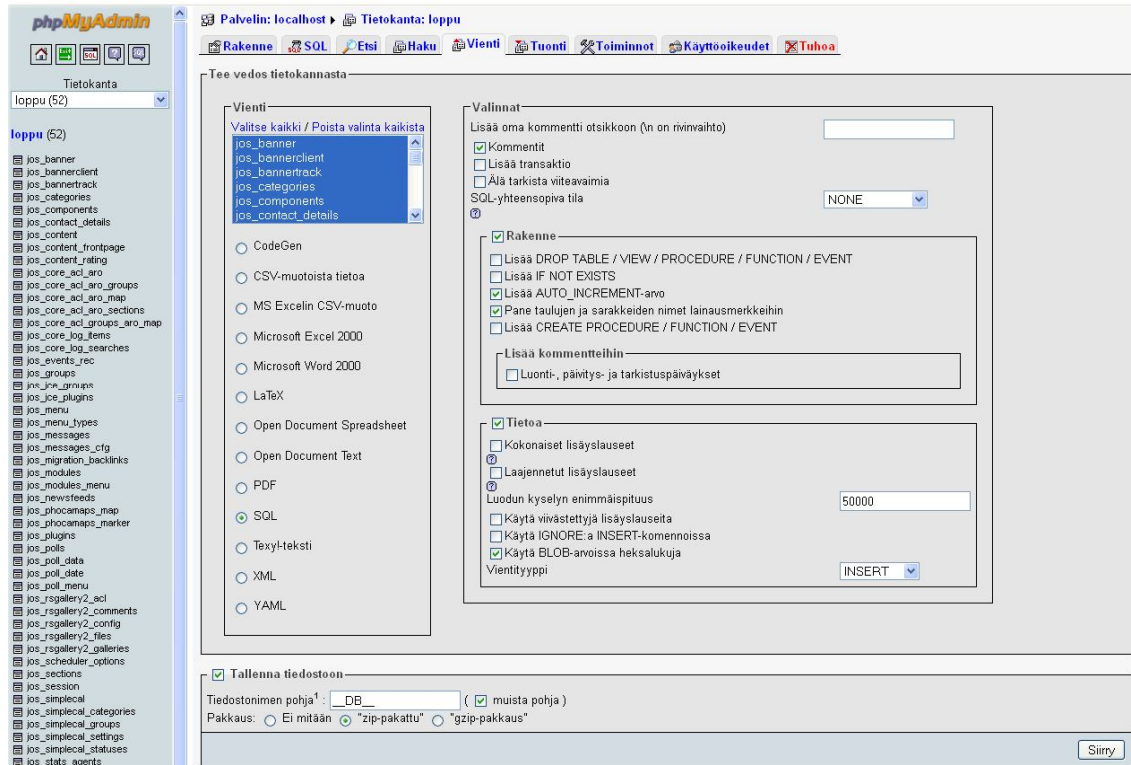 phpMyAdmin
Tietokanta
loppu (52)
loppu (52)
jos_banner
jos_bannerclient
jos_bannertrack
jos_categories
jos_components
jos_contact_details
jos_content
jos_content_frontpage
jos_content_rating
jos_core_acl_aro
jos_core_acl_aro_groups
jos_core_acl_aro_map
jos_core_acl_aro_sections
jos_core_acl_groups_aro_map
jos_core_log_items
jos_core_log_searches
jos_events_rec
jos_groups
jos_jce_groups
jos_jce_plugins
jos_menu
jos_menu_types
jos_messages
jos_messages_cfg
jos_migration_backlinks
jos_modules
jos_modules_menu
jos_newsfeeds
jos_phocamaps_map
jos_phocamaps_marker
jos_plugins
jos_polls
jos_poll_data
jos_poll_date
jos_poll_menu
jos_rsgallery2_acl
jos_rsgallery2_comments
jos_rsgallery2_config
jos_rsgallery2_files
jos_rsgallery2_galleries
jos_scheduler_options
jos_sections
jos_session
jos_simplecal
jos_simplecal_categories
jos_simplecal_groups
jos_simplecal_settings
jos_simplecal_statuses
jos_stats_agents
Palvelin: localhost ▸ Tietokanta: loppu
Rakenne SQL Etsi Haku Vienti Tuonti Toiminnot Käyttöoikeudet Tuhoa
Tee vedos tietokannasta
Vienti
Valitse kaikki / Poista valinta kaikista
jos_banner
jos_bannerclient
jos_bannertrack
jos_categories
jos_components
jos_contact_details
CodeGen
CSV-muotoista tietoa
MS Excelin CSV-muoto
Microsoft Excel 2000
Microsoft Word 2000
LaTeX
Open Document Spreadsheet
Open Document Text
PDF
SQL
Texyl-teksti
XML
YAML
Valinnat
Lisää oma kommentti otsikkoon (\n on rivinvaihto)
Kommentit
Lisää transaktio
Älä tarkista viiteavaimia
SQL-yhteensopiva tila NONE
Rakenne
Lisää DROP TABLE / VIEW / PROCEDURE / FUNCTION / EVENT
Lisää IF NOT EXISTS
Lisää AUTO_INCREMENT-arvo
Pane taulujen ja sarakkeiden nimet lainausmerkkeihin
Lisää CREATE PROCEDURE / FUNCTION / EVENT
Lisää kommentteihin
Luonti-, päivitys- ja tarkistuspäiväykset
Tietoa
Kokonaiset lisäyslauseet
Laajennetut lisäyslauseet
Luodun kyselyn enimmäispituus 50000
Käytä viivästettyjä lisäyslauseita
Käytä IGNORE:a INSERT-komennoissa
Käytä BLOB-arvoissa heksalukuja
Vientityyppi INSERT
Tallenna tiedostoon
Tiedostonimen pohja¹ : __DB__ ( muista pohja )
Pakkaus: Ei mitään "zip-pakattu" "gzip-pakkaus"
Siirry